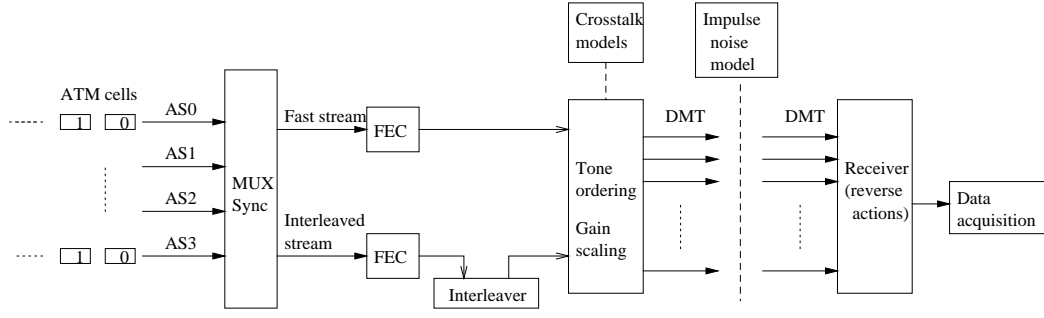 Crosstalk
models
Impulse
noise
model
ATM cells
1 0
AS0
AS1
AS2
1 0
AS3
MUX
Sync
Fast stream
FEC
Interleaved
stream
FEC
Interleaver
Tone
ordering
Gain
scaling
DMT
DMT
Receiver
(reverse
actions)
Data
acquisition